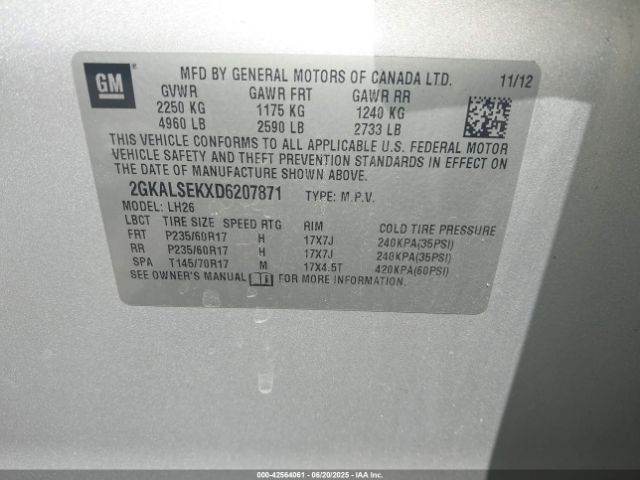 GM MFD BY GENERAL MOTORS OF CANADA LTD. 11/12
GVWR GAWR FRT GAWR RR
2250 KG 1175 KG 1240 KG
4960 LB 2590 LB 2733 LB
THIS VEHICLE CONFORMS TO ALL APPLICABLE U.S. FEDERAL MOTOR
VEHICLE SAFETY AND THEFT PREVENTION STANDARDS IN EFFECT ON
THE DATE OF MANUFACTURE SHOWN ABOVE.
2GKALSEKXD6207871 TYPE: M.P.V.
MODEL: LH26
LBCT TIRE SIZE SPEED RTG RIM COLD TIRE PRESSURE
FRT P235/60R17 H 17X7J 240KPA(35PSI)
RR P235/60R17 H 17X7J 240KPA(35PSI)
SPA T145/70R17 M 17X4.5T 420KPA(60PSI)
SEE OWNER'S MANUAL FOR MORE INFORMATION.
000-42564061 - 06/20/2025 - IAAI.COM